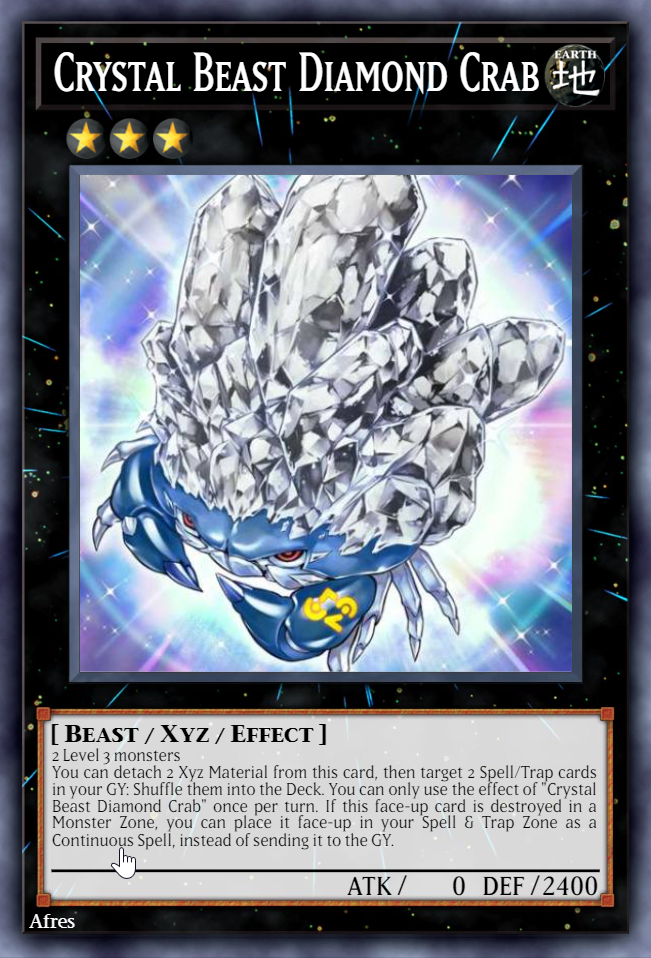 Crystal Beast Diamond Crab
EARTH
地
[ Beast / Xyz / Effect ]
2 Level 3 monsters
You can detach 2 Xyz Material from this card, then target 2 Spell/Trap cards
in your GY: Shuffle them into the Deck. You can only use the effect of "Crystal
Beast Diamond Crab" once per turn. If this face-up card is destroyed in a
Monster Zone, you can place it face-up in your Spell & Trap Zone as a
Continuous Spell, instead of sending it to the GY.
ATK / 0 DEF /2400
Afres